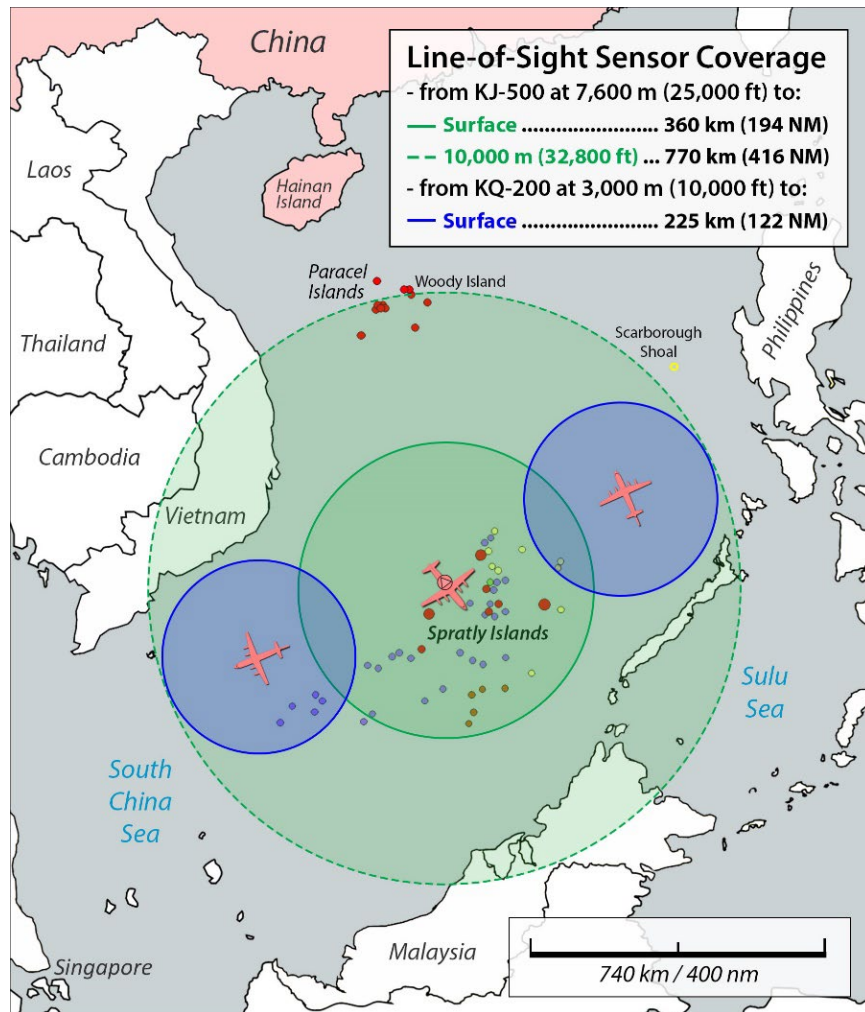 China
Line-of-Sight Sensor Coverage
- from KJ-500 at 7,600 m (25,000 ft) to:
Surface ........................ 360 km (194 NM)
10,000 m (32,800 ft) ... 770 km (416 NM)
- from KQ-200 at 3,000 m (10,000 ft) to:
Surface ........................ 225 km (122 NM)
Laos
Hainan
Island
Paracel
Islands
Woody Island
Philippines
Thailand
Scarborough
Shoal
Cambodia
Vietnam
Spratly Islands
Sulu
Sea
South
China
Sea
Malaysia
Singapore
740 km / 400 nm